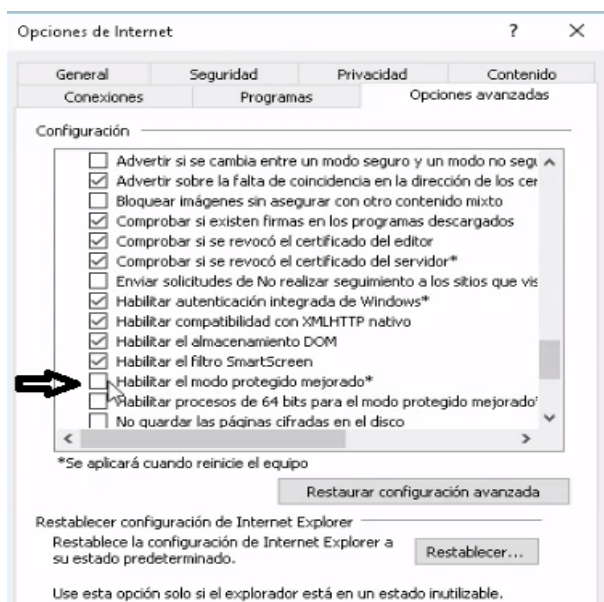 Opciones de Internet
General Seguridad Privacidad Contenido
Conexiones Programas Opciones avanzadas
Configuración
Advertir si se cambia entre un modo seguro y un modo no segu
Advertir sobre la falta de coincidencia en la dirección de los cer
Bloquear imágenes sin asegurar con otro contenido mixto
Comprobar si existen firmas en los programas descargados
Comprobar si se revocó el certificado del editor
Comprobar si se revocó el certificado del servidor*
Enviar solicitudes de No realizar seguimiento a los sitios que vis
Habilitar autenticación integrada de Windows*
Habilitar compatibilidad con XMLHTTP nativo
Habilitar el almacenamiento DOM
Habilitar el filtro SmartScreen
Habilitar el modo protegido mejorado*
Habilitar procesos de 64 bits para el modo protegido mejorado*
No guardar las páginas cifradas en el disco
*Se aplicará cuando reinicie el equipo
Restaurar configuración avanzada
Restablecer configuración de Internet Explorer
Restablece la configuración de Internet Explorer a
su estado predeterminado.
Restablecer...
Use esta opción solo si el explorador está en un estado inutilizable.